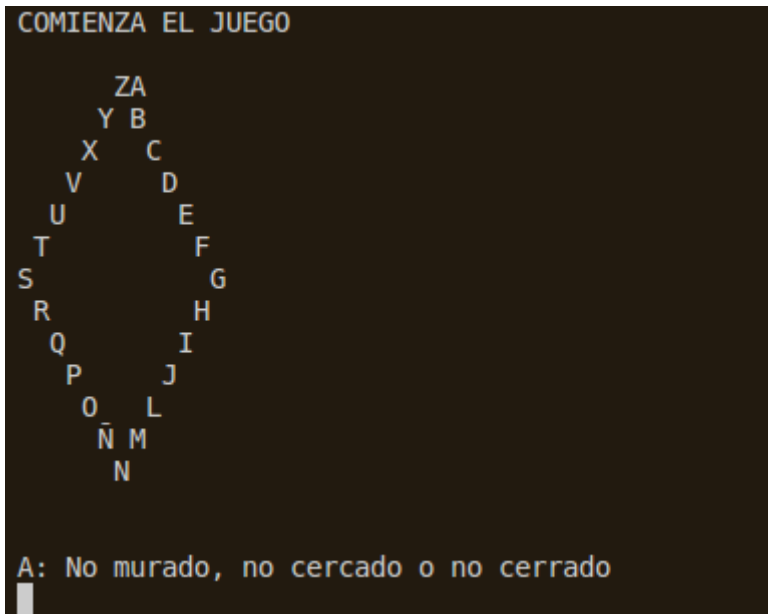 COMIENZA EL JUEGO
ZA
Y B
X C
V D
U E
T F
S G
R H
Q I
P J
O L
Ñ M
N
A: No murado, no cercado o no cerrado